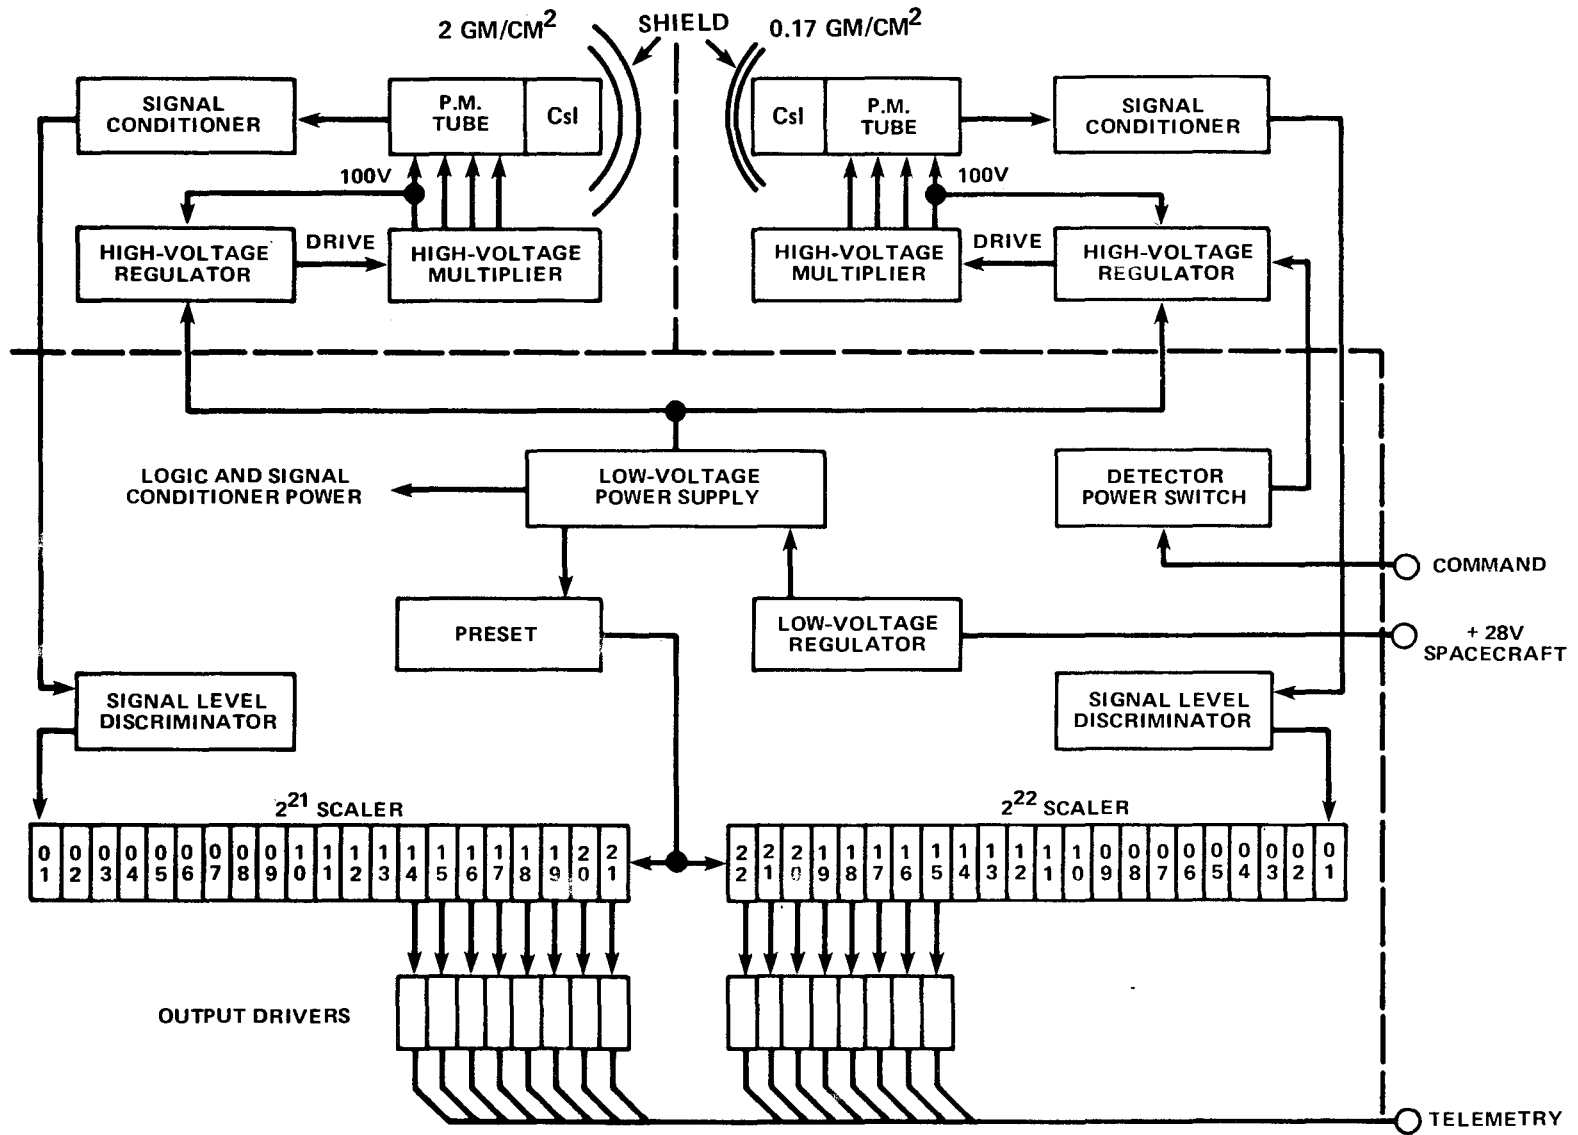 2 GM/CM²
SHIELD
0.17 GM/CM²
SIGNAL
CONDITIONER
P.M.
TUBE
CsI
CsI
P.M.
TUBE
SIGNAL
CONDITIONER
100V
100V
HIGH-VOLTAGE
REGULATOR
DRIVE
HIGH-VOLTAGE
MULTIPLIER
HIGH-VOLTAGE
MULTIPLIER
DRIVE
HIGH-VOLTAGE
REGULATOR
LOGIC AND SIGNAL
CONDITIONER POWER
LOW-VOLTAGE
POWER SUPPLY
DETECTOR
POWER SWITCH
COMMAND
PRESET
LOW-VOLTAGE
REGULATOR
+ 28V
SPACECRAFT
SIGNAL LEVEL
DISCRIMINATOR
SIGNAL LEVEL
DISCRIMINATOR
2²¹ SCALER
2²² SCALER
01 02 03 04 05 06 07 08 09 10 11 12 13 14 15 16 17 18 19 20 21
22 21 20 19 18 17 16 15 14 13 12 11 10 09 08 07 06 05 04 03 02 01
OUTPUT DRIVERS
TELEMETRY